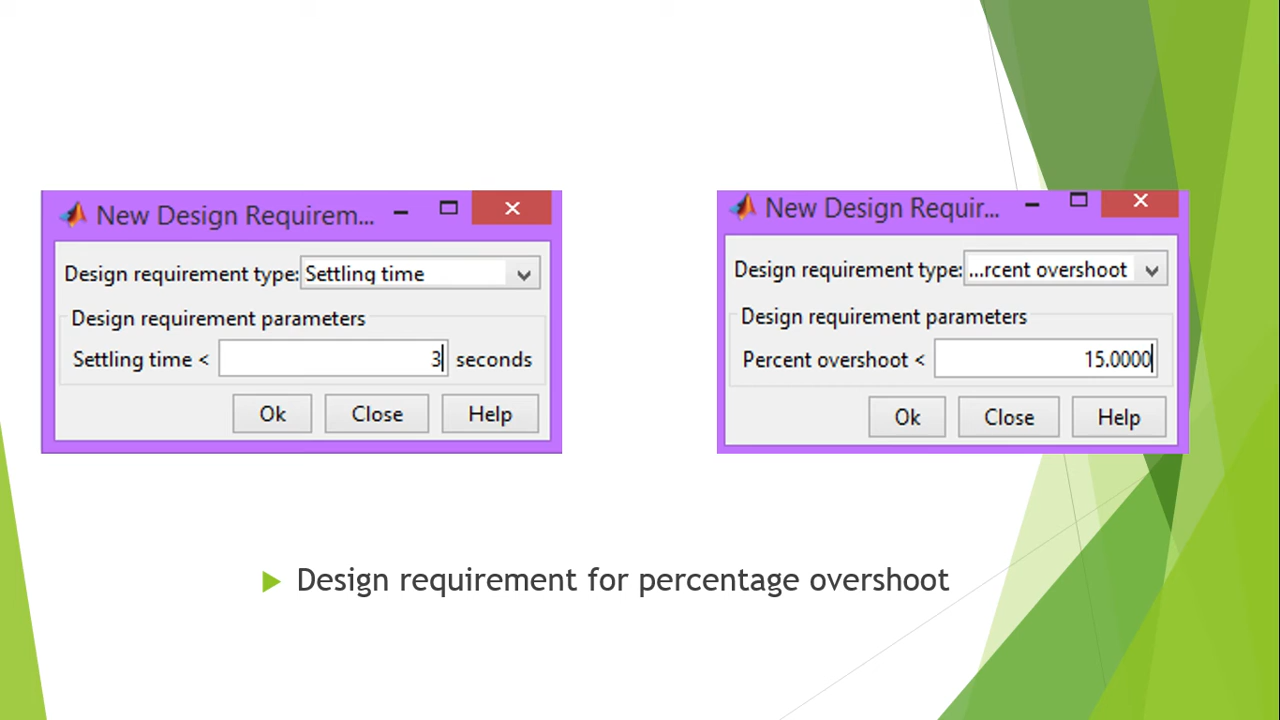 New Design Requirem...
Design requirement type: Settling time
Design requirement parameters
Settling time < 3 seconds
Ok Close Help
New Design Requir...
Design requirement type: ...rcent overshoot
Design requirement parameters
Percent overshoot < 15.0000
Ok Close Help
Design requirement for percentage overshoot